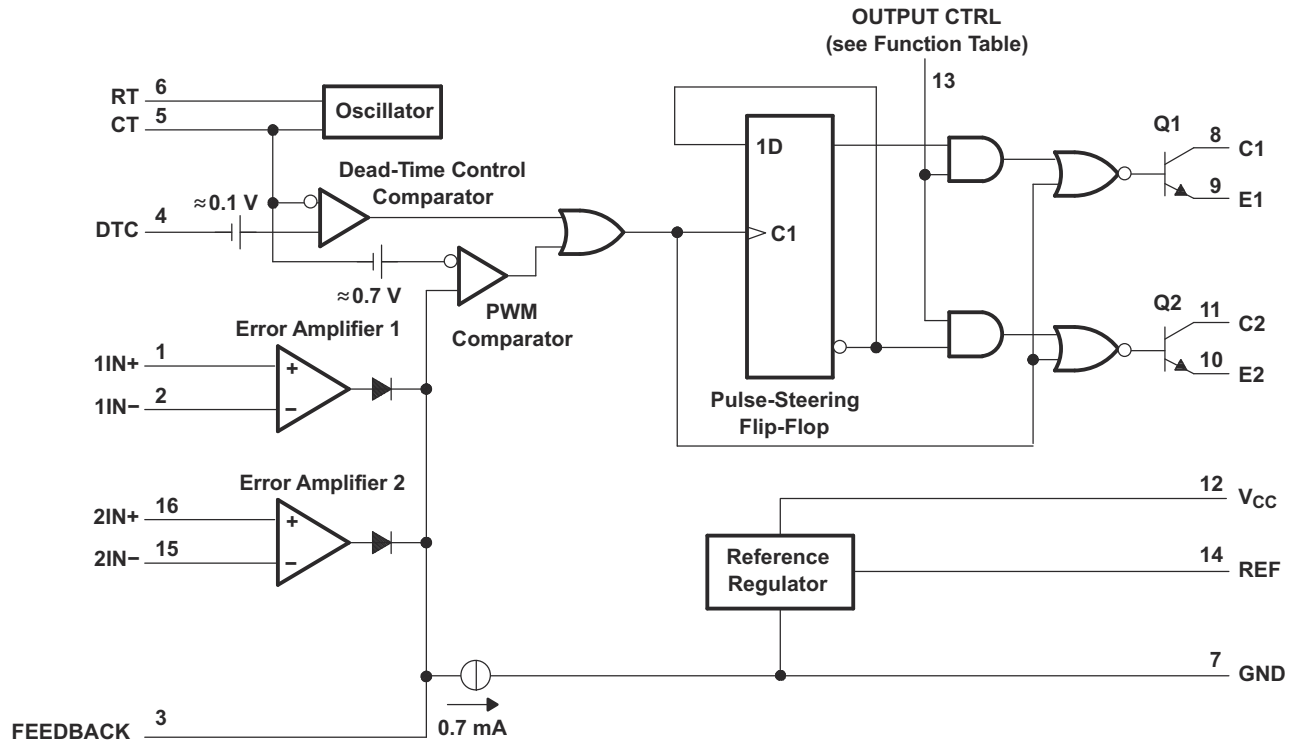 OUTPUT CTRL
(see Function Table)
13
RT 6
CT 5
Oscillator
Dead-Time Control
Comparator
≈ 0.1 V
DTC 4
≈ 0.7 V
PWM
Comparator
1D
C1
Pulse-Steering
Flip-Flop
Q1
8 C1
9 E1
Q2
11 C2
10 E2
Error Amplifier 1
1IN+ 1
+
1IN− 2
−
Error Amplifier 2
2IN+ 16
+
2IN− 15
−
12 VCC
Reference
Regulator
14 REF
7 GND
0.7 mA
FEEDBACK 3